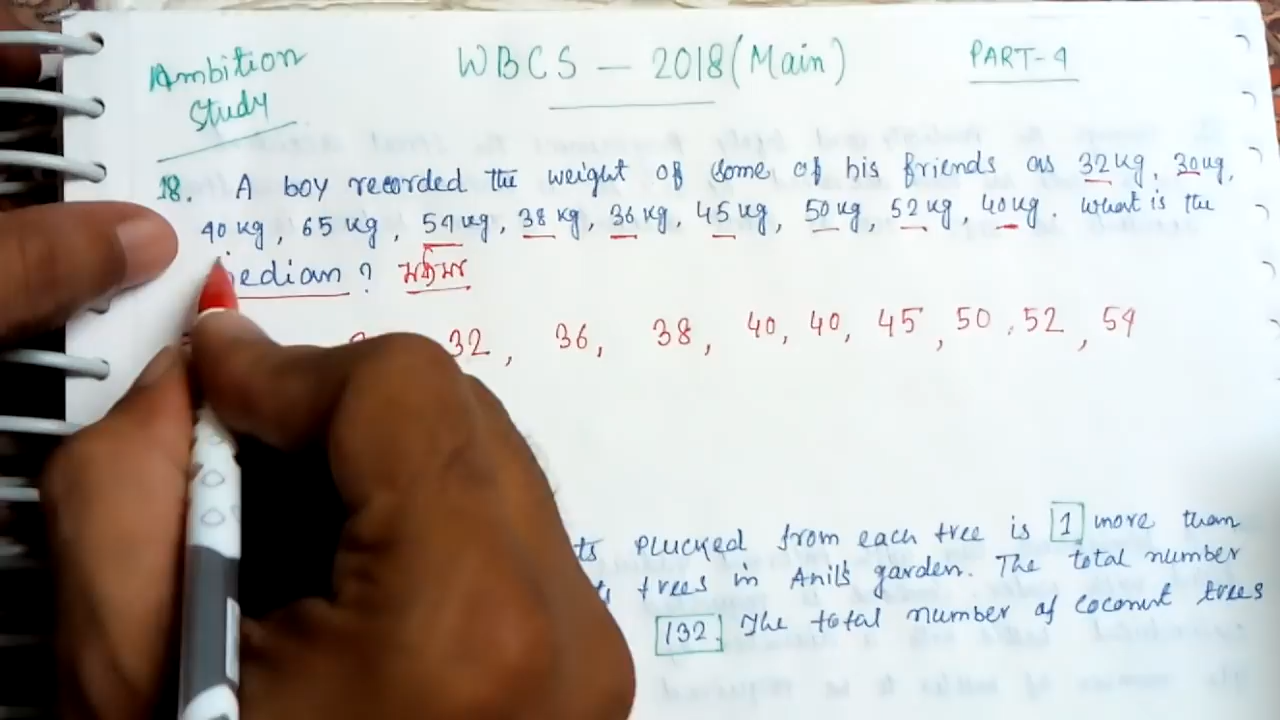 Ambition
Study
WBCS - 2018 (Main)
PART-4
18. A boy recorded the weight of some of his friends as 32 kg, 30 kg,
40 kg, 65 kg, 54 kg, 38 kg, 36 kg, 45 kg, 50 kg, 52 kg, 40 kg. What is the
median ? মধ্যমা
32, 36, 38, 40, 40, 45, 50, 52, 54
plucked from each tree is 1 more than
trees in Anil's garden. The total number
132. The total number of coconut trees